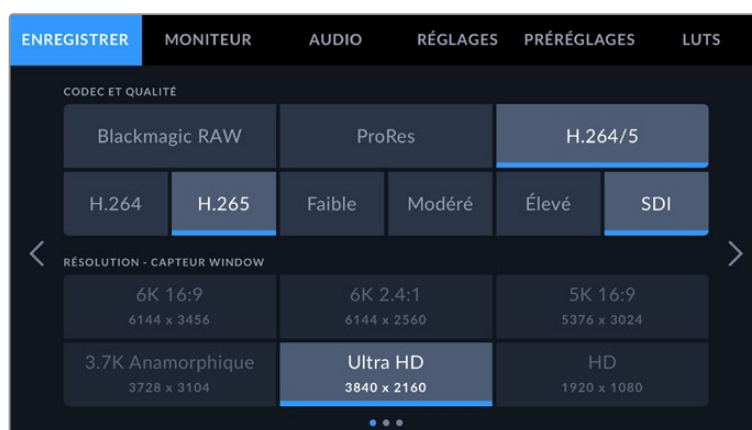 ENREGISTRER MONITEUR AUDIO RÉGLAGES PRÉRÉGLAGES LUTS
CODEC ET QUALITÉ
Blackmagic RAW ProRes H.264/5
H.264 H.265 Faible Modéré Élevé SDI
RÉSOLUTION - CAPTEUR WINDOW
6K 16:9 6K 2.4:1 5K 16:9
6144 x 3456 6144 x 2560 5376 x 3024
3.7K Anamorphique Ultra HD HD
3728 x 3104 3840 x 2160 1920 x 1080